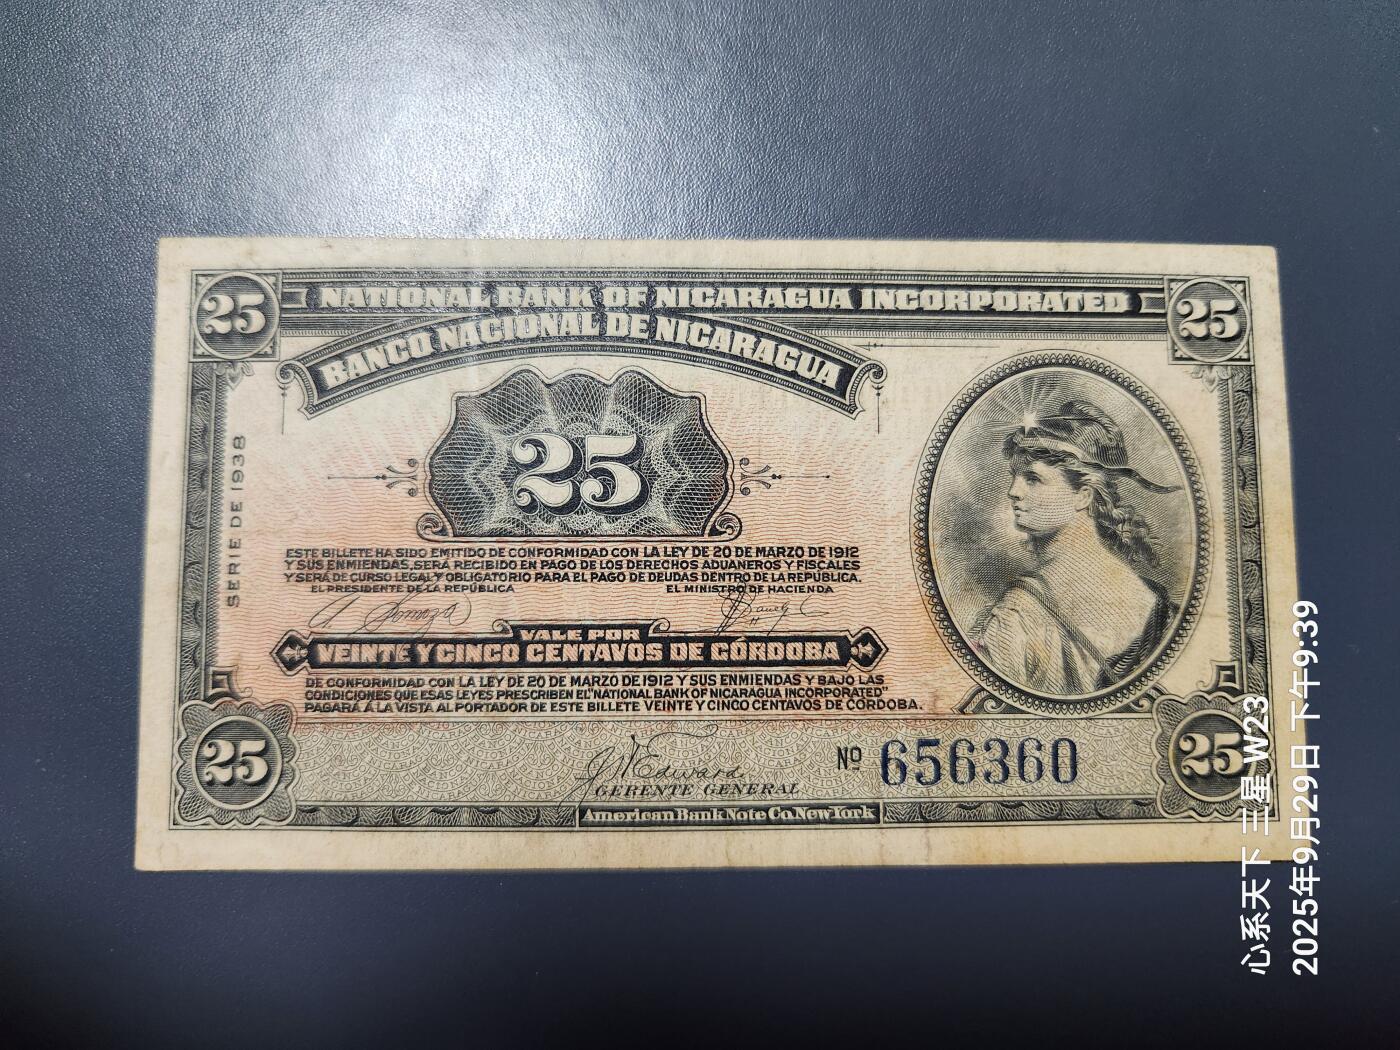 25 NATIONAL BANK OF NICARAGUA INCORPORATED 25
BANCO NACIONAL DE NICARAGUA
25
SERIE DE 1938
ESTE BILLETE HA SIDO EMITIDO DE CONFORMIDAD CON LA LEY DE 20 DE MARZO DE 1912
Y SUS ENMIENDAS, SERÁ RECIBIDO EN PAGO DE LOS DERECHOS ADUANEROS Y FISCALES
Y SERÁ DE CURSO LEGAL Y OBLIGATORIO PARA EL PAGO DE DEUDAS DENTRO DE LA REPÚBLICA.
EL PRESIDENTE DE LA REPÚBLICA EL MINISTRO DE HACIENDA
VALE POR
VEINTE Y CINCO CENTAVOS DE CÓRDOBA
DE CONFORMIDAD CON LA LEY DE 20 DE MARZO DE 1912 Y SUS ENMIENDAS Y BAJO LAS
CONDICIONES QUE ESAS LEYES PRESCRIBEN EL "NATIONAL BANK OF NICARAGUA INCORPORATED"
PAGARÁ Á LA VISTA AL PORTADOR DE ESTE BILLETE VEINTE Y CINCO CENTAVOS DE CÓRDOBA.
25 Nº 656360 25
GERENTE GENERAL
American Bank Note Co. New York
心系天下 三星 W23
2025年9月29日 下午9:39